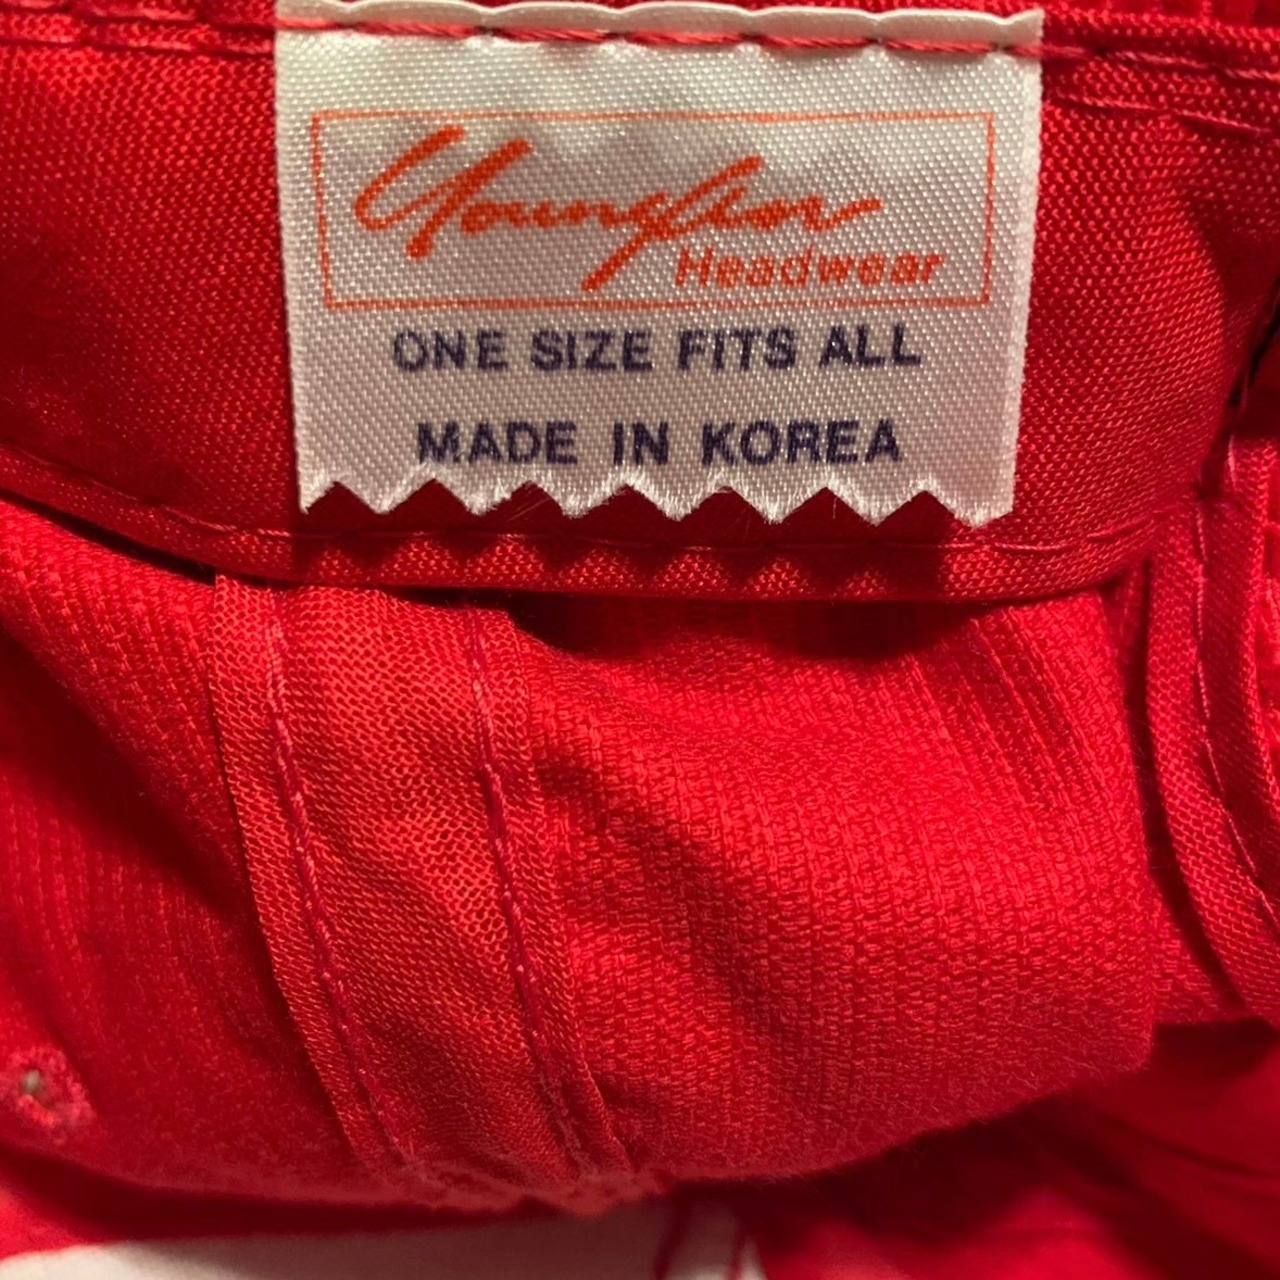 Youngan
Headwear
ONE SIZE FITS ALL
MADE IN KOREA